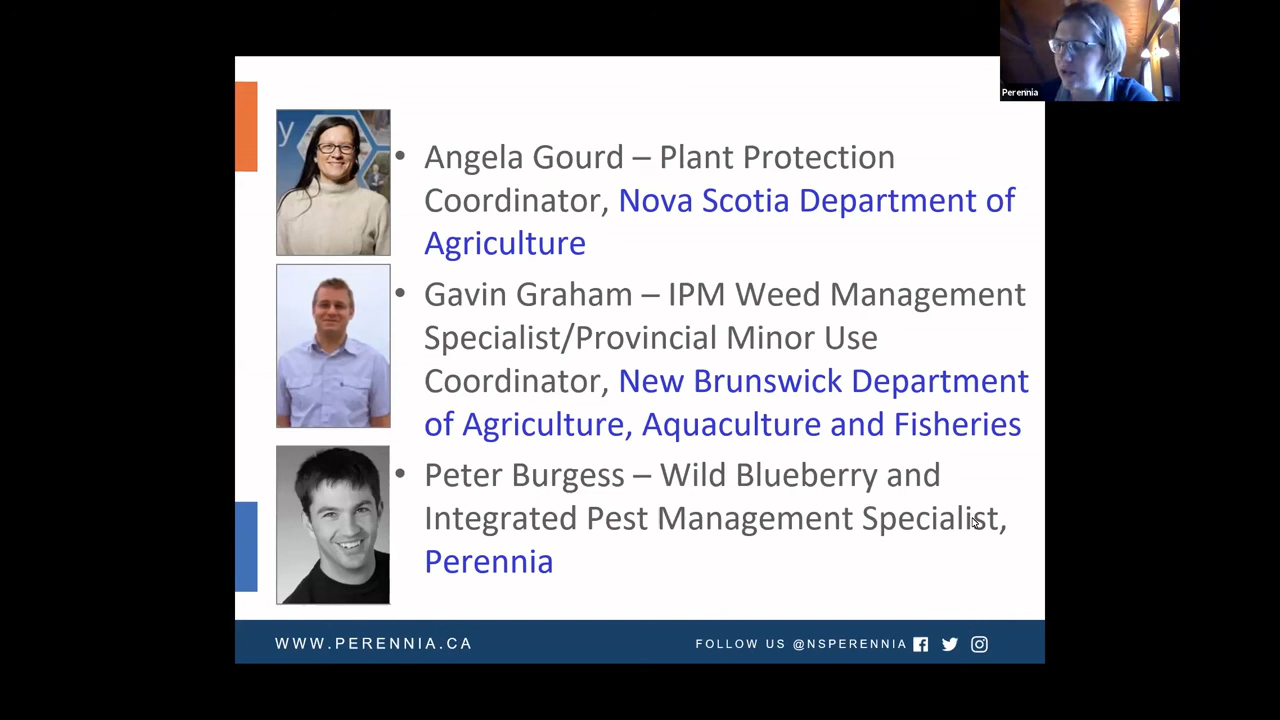 Perennia
y
• Angela Gourd – Plant Protection
Coordinator, Nova Scotia Department of
Agriculture
• Gavin Graham – IPM Weed Management
Specialist/Provincial Minor Use
Coordinator, New Brunswick Department
of Agriculture, Aquaculture and Fisheries
• Peter Burgess – Wild Blueberry and
Integrated Pest Management Specialist,
Perennia
WWW.PERENNIA.CA
FOLLOW US @NSPERENNIA